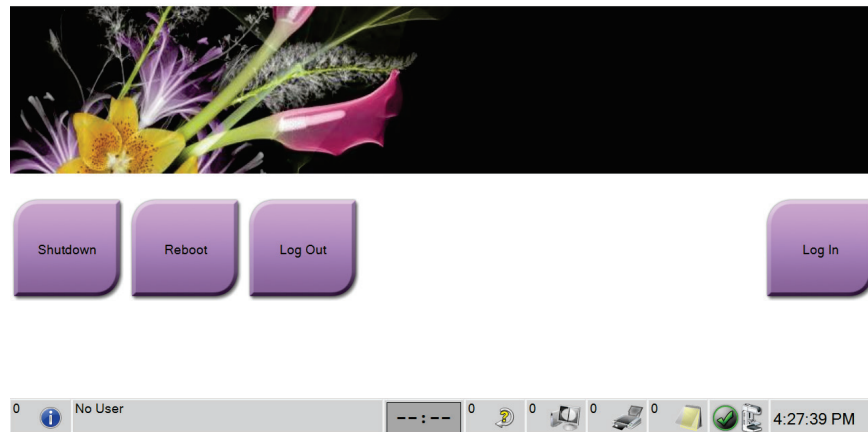 Shutdown
Reboot
Log Out
Log In
0
No User
--:--
0
0
0
0
4:27:39 PM